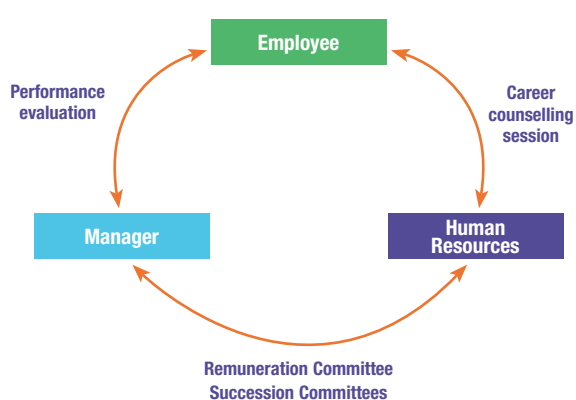 Employee
Performance
evaluation
Career
counselling
session
Manager
Human
Resources
Remuneration Committee
Succession Committees